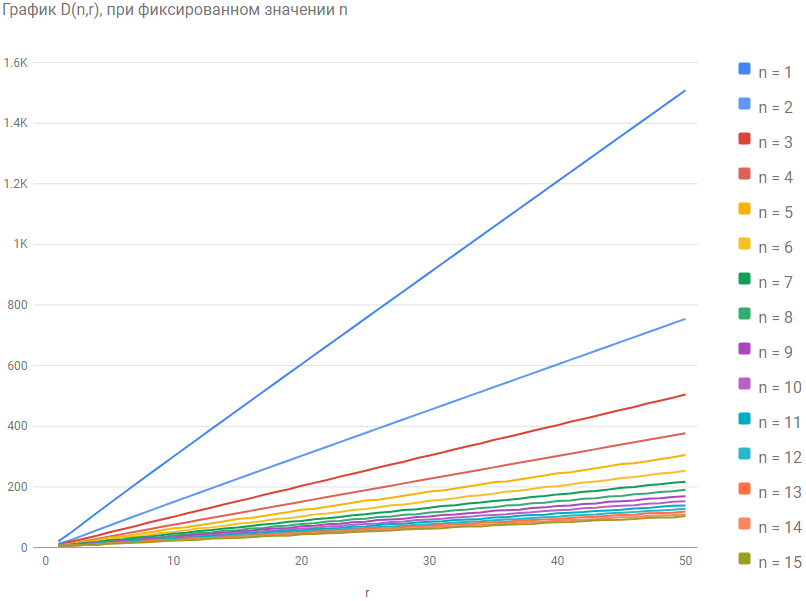 График D(n,r), при фиксированном значении n
1.6K
1.4K
1.2K
1K
800
600
400
200
0
0 10 20 30 40 50
r
n = 1
n = 2
n = 3
n = 4
n = 5
n = 6
n = 7
n = 8
n = 9
n = 10
n = 11
n = 12
n = 13
n = 14
n = 15